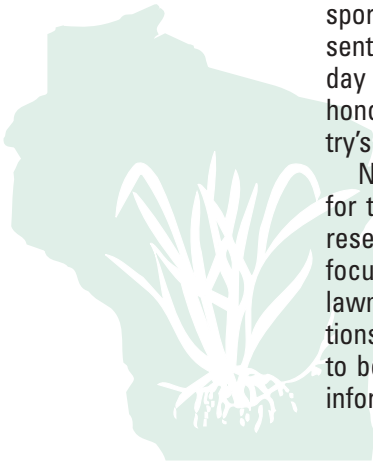 spor
sent
day
hono
try's
N
for t
rese
focu
lawn
tions
to be
infor